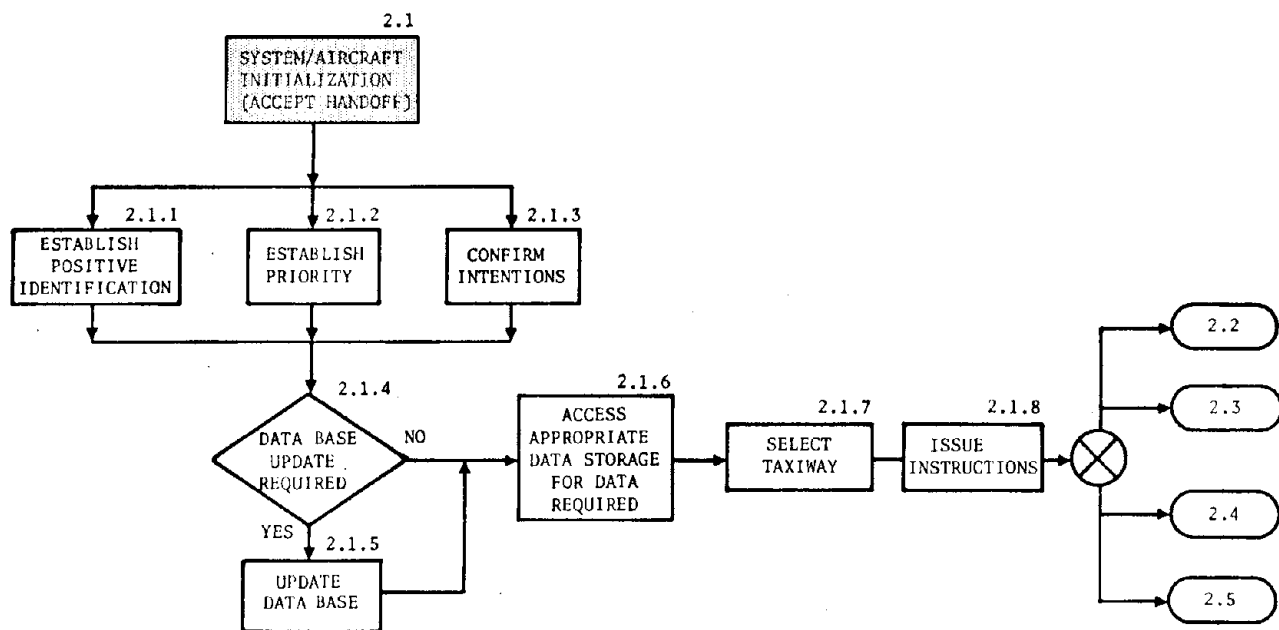 2.1
SYSTEM/AIRCRAFT
INITIALIZATION
(ACCEPT HANDOFF)
2.1.1
ESTABLISH
POSITIVE
IDENTIFICATION
2.1.2
ESTABLISH
PRIORITY
2.1.3
CONFIRM
INTENTIONS
2.1.4
DATA BASE
UPDATE
REQUIRED
NO
YES
2.1.5
UPDATE
DATA BASE
2.1.6
ACCESS
APPROPRIATE
DATA STORAGE
FOR DATA
REQUIRED
2.1.7
SELECT
TAXIWAY
2.1.8
ISSUE
INSTRUCTIONS
2.2
2.3
2.4
2.5